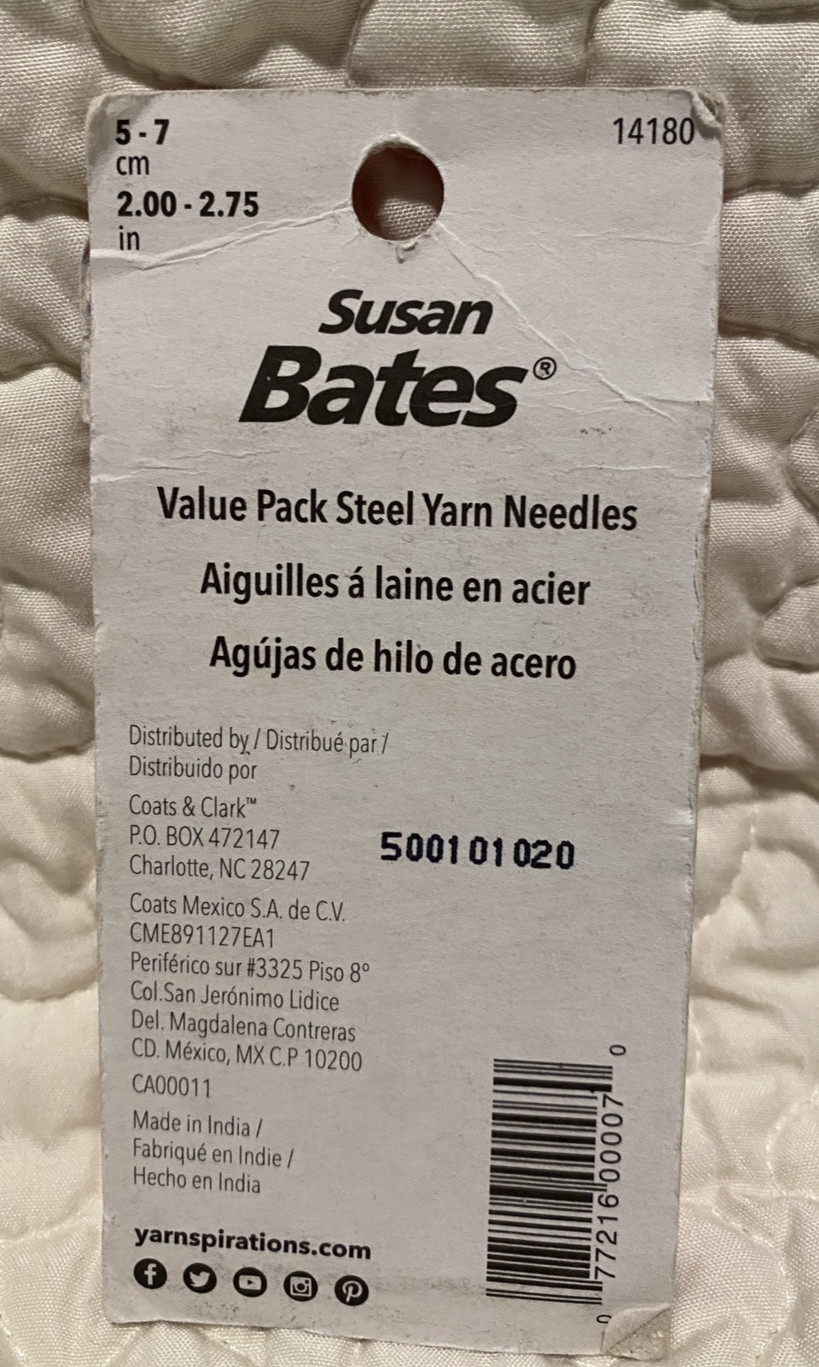 5 - 7
cm
2.00 - 2.75
in
14180
Susan
Bates®
Value Pack Steel Yarn Needles
Aiguilles á laine en acier
Agújas de hilo de acero
Distributed by / Distribué par /
Distribuido por
Coats & Clark™
P.O. BOX 472147
Charlotte, NC 28247
500101020
Coats Mexico S.A. de C.V.
CME891127EA1
Periférico sur #3325 Piso 8°
Col.San Jerónimo Lidice
Del. Magdalena Contreras
CD. México, MX C.P 10200
CA00011
Made in India /
Fabriqué en Indie /
Hecho en India
yarnspirations.com
0 77216 00007 0